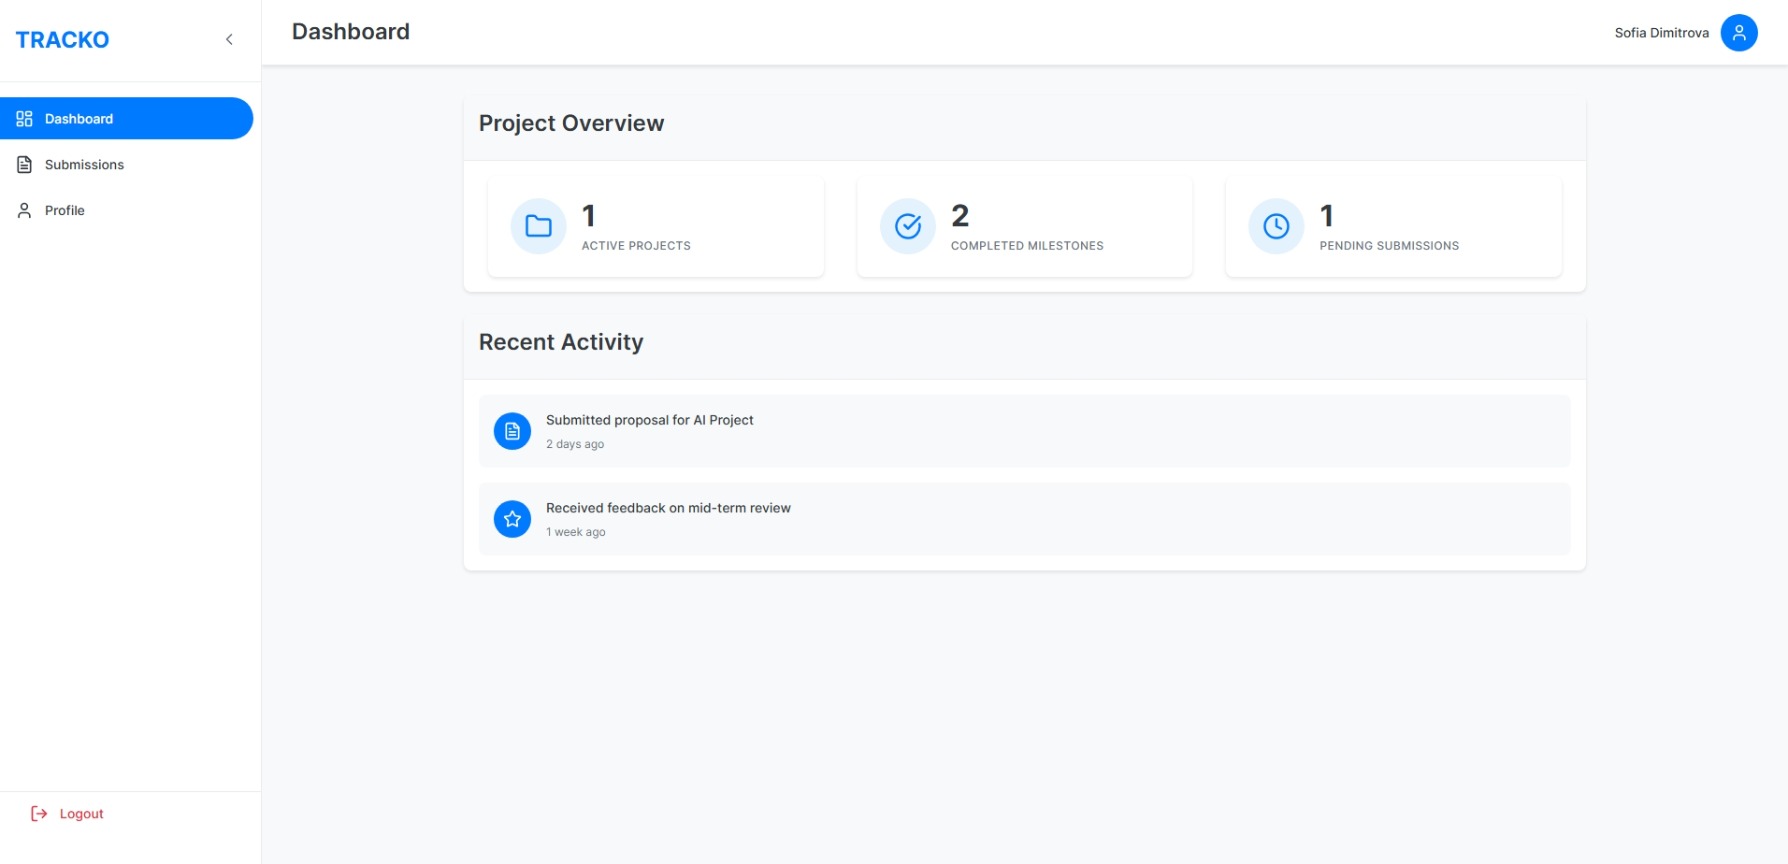 TRACKO
Dashboard
Submissions
Profile
Logout
Dashboard
Sofia Dimitrova
Project Overview
1
ACTIVE PROJECTS
2
COMPLETED MILESTONES
1
PENDING SUBMISSIONS
Recent Activity
Submitted proposal for AI Project
2 days ago
Received feedback on mid-term review
1 week ago